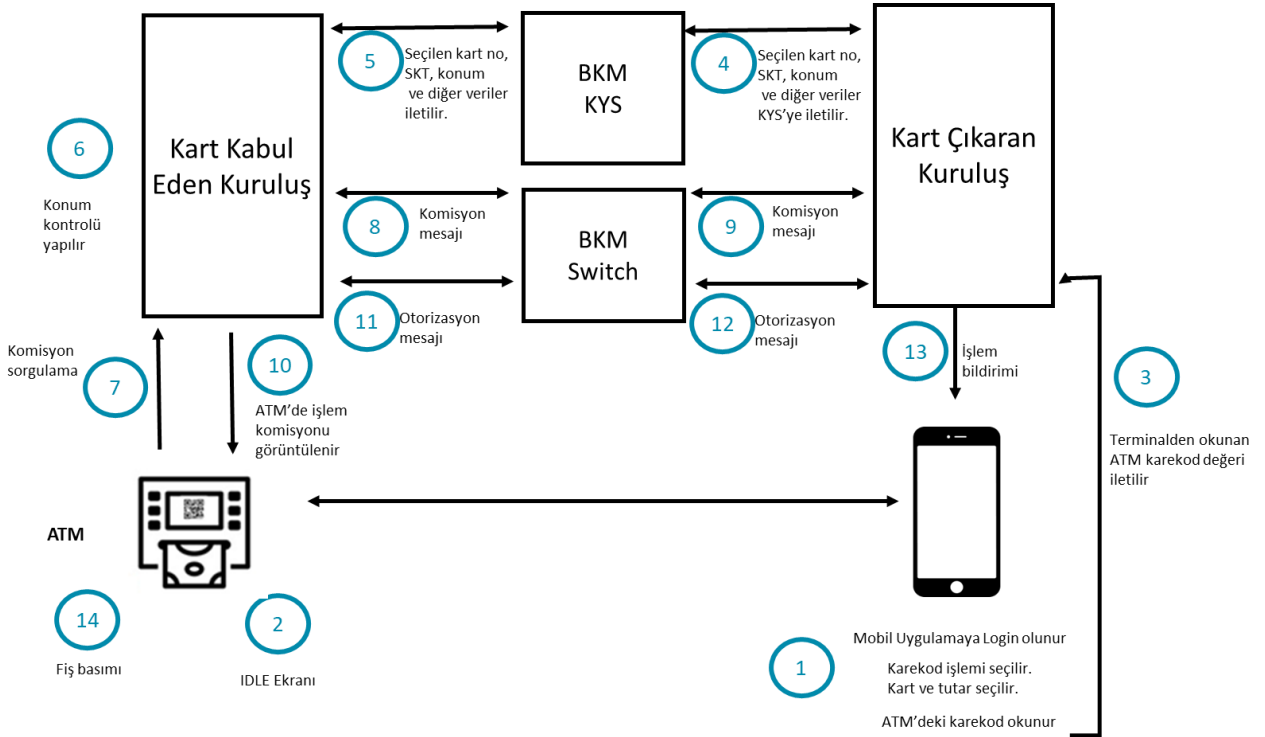 Kart Kabul
Eden Kuruluş
BKM
KYS
Kart Çıkaran
Kuruluş
BKM
Switch
5
Seçilen kart no,
SKT, konum
ve diğer veriler
iletilir.
4
Seçilen kart no,
SKT, konum
ve diğer veriler
KYS'ye iletilir.
6
Konum
kontrolü
yapılır
8
Komisyon
mesajı
9
Komisyon
mesajı
11
Otorizasyon
mesajı
12
Otorizasyon
mesajı
7
Komisyon
sorgulama
10
ATM'de işlem
komisyonu
görüntülenir
13
İşlem
bildirimi
3
Terminalden okunan
ATM karekod değeri
iletilir
ATM
14
Fiş basımı
2
IDLE Ekranı
1
Mobil Uygulamaya Login olunur
Karekod işlemi seçilir.
Kart ve tutar seçilir.
ATM'deki karekod okunur